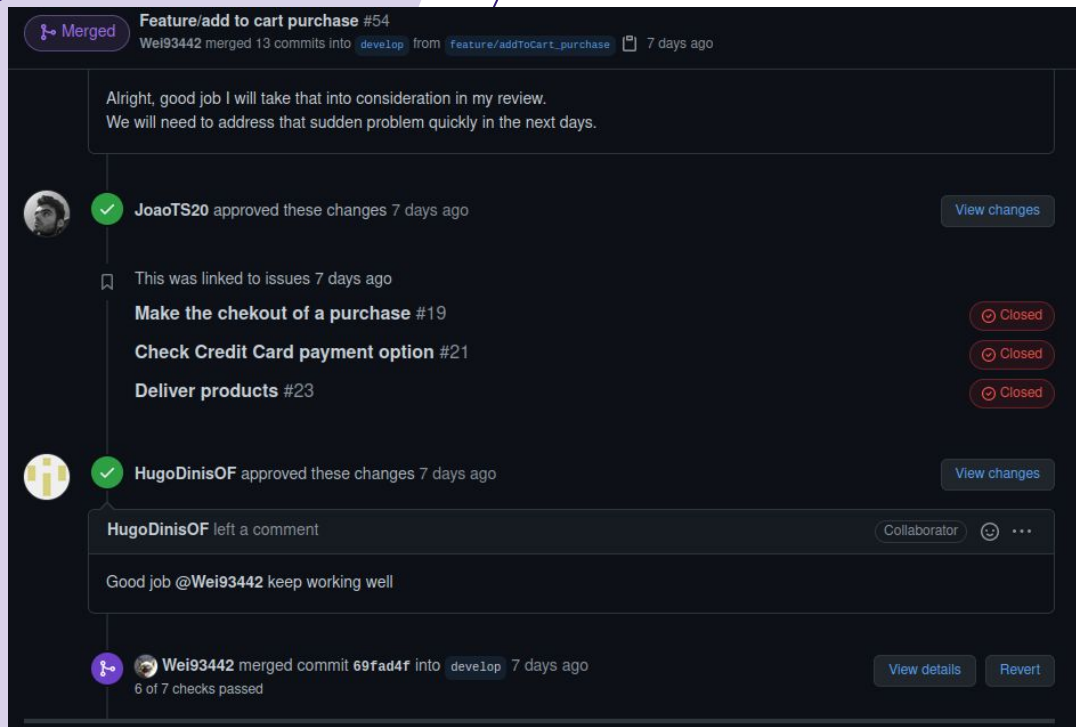 Merged
Feature/add to cart purchase #54
Wei93442 merged 13 commits into develop from feature/addToCart_purchase 7 days ago
Alright, good job I will take that into consideration in my review.
We will need to address that sudden problem quickly in the next days.
JoaoTS20 approved these changes 7 days ago
View changes
This was linked to issues 7 days ago
Make the chekout of a purchase #19
Closed
Check Credit Card payment option #21
Closed
Deliver products #23
Closed
HugoDinisOF approved these changes 7 days ago
View changes
HugoDinisOF left a comment
Collaborator
Good job @Wei93442 keep working well
Wei93442 merged commit 69fad4f into develop 7 days ago
View details
Revert
6 of 7 checks passed